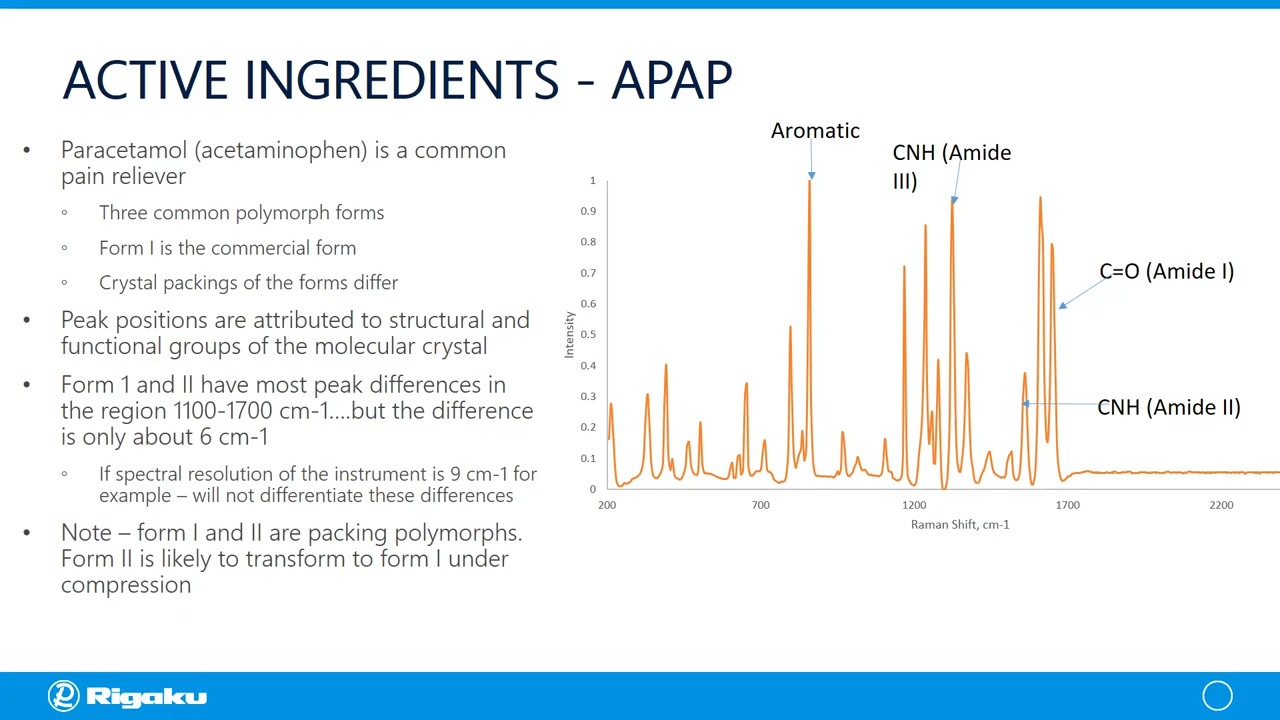 ACTIVE INGREDIENTS - APAP
• Paracetamol (acetaminophen) is a common
pain reliever
◦ Three common polymorph forms
◦ Form I is the commercial form
◦ Crystal packings of the forms differ
• Peak positions are attributed to structural and
functional groups of the molecular crystal
• Form 1 and II have most peak differences in
the region 1100-1700 cm-1....but the difference
is only about 6 cm-1
◦ If spectral resolution of the instrument is 9 cm-1 for
example – will not differentiate these differences
• Note – form I and II are packing polymorphs.
Form II is likely to transform to form I under
compression
Aromatic
CNH (Amide
III)
C=O (Amide I)
CNH (Amide II)
Intensity
1
0.9
0.8
0.7
0.6
0.5
0.4
0.3
0.2
0.1
0
200 700 1200 1700 2200
Raman Shift, cm-1
Rigaku